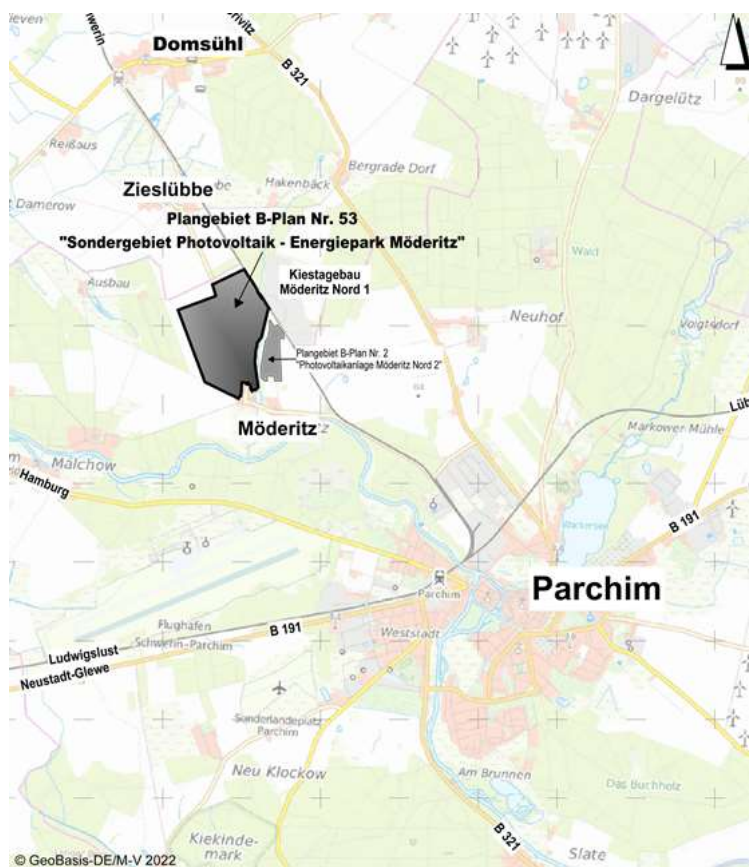 Domsühl
B 321
Dargelütz
Reißaus
Bergrade Dorf
Zieslübbe
Hakenbäck
Damerow
Plangebiet B-Plan Nr. 53
"Sondergebiet Photovoltaik - Energiepark Möderitz"
Wald
Kiestagebau
Möderitz Nord 1
Ausbau
Neuhof
Voigtsdorf
Plangebiet B-Plan Nr. 2
"Photovoltaikanlage Möderitz Nord 2"
Möderitz
Markower Mühle
Malchow
Hamburg
B 191
Parchim
Parchim
Flughafen
Schwerin-Parchim
B 191
Weststadt
Ludwigslust
Neustadt-Glewe
Sonderlandeplatz
Parchim
Neu Klockow
Am Brunnen
Das Buchholz
Kiekinde-
mark
B 321
Slate
© GeoBasis-DE/M-V 2022